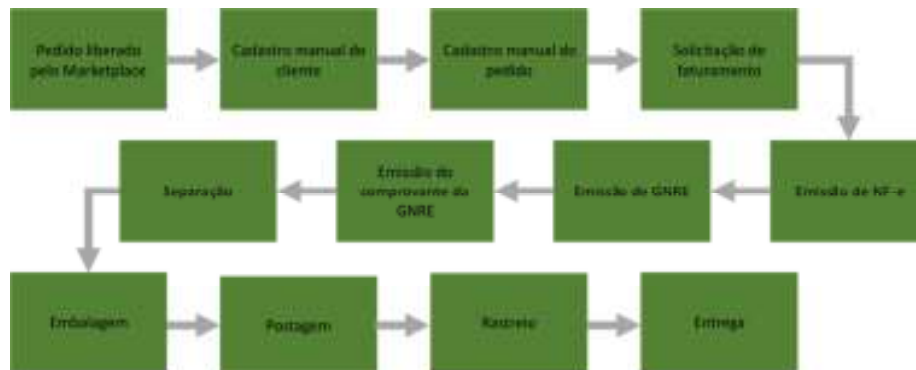 Pedido liberado
pelo Marketplace
Cadastro manual do
cliente
Cadastro manual do
pedido
Solicitação de
faturamento
Emissão de NF-e
Emissão de GNRE
Emissão do
comprovante da
GNRE
Separação
Embalagem
Postagem
Rastreio
Entrega